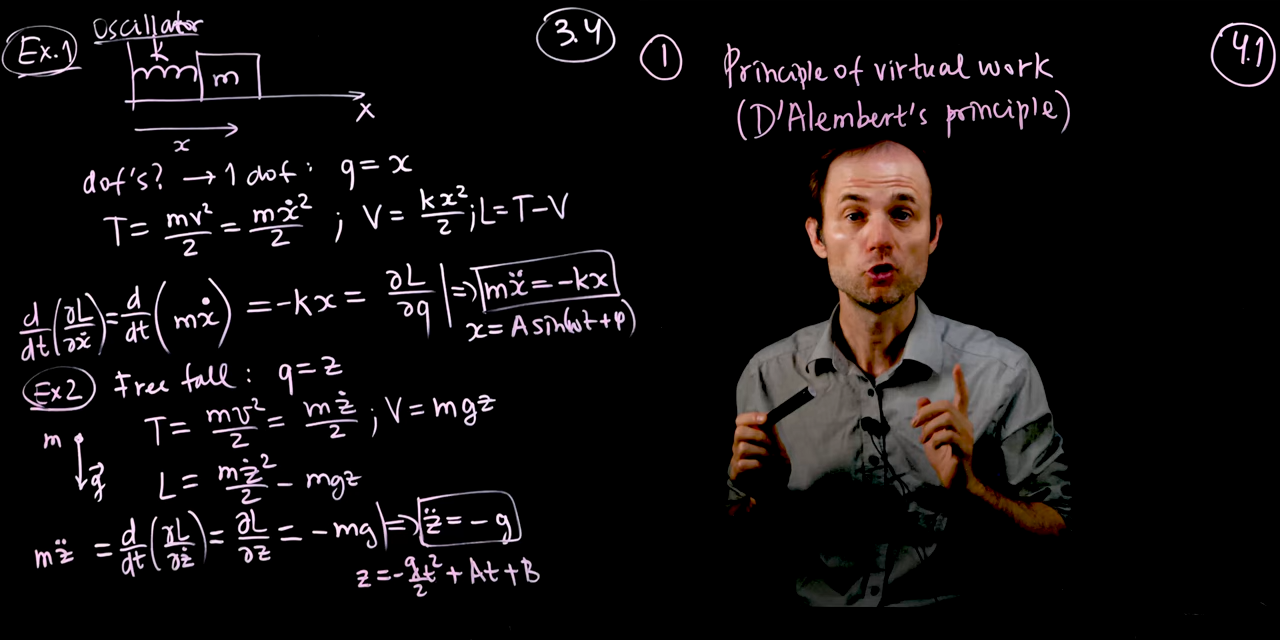 Ex.1 Oscillator
3.4
k
m
x
x
dof's? → 1 dof: q = x
T = mv²/2 = mẋ²/2 ; V = kx²/2 ; L = T − V
d/dt (∂L/∂ẋ) = d/dt (mẋ) = −kx = ∂L/∂q | ⇒ mẍ = −kx
x = A sin(ωt + φ)
Ex2 Free fall: q = z
T = mv²/2 = mż/2 ; V = mgz
m
g⃗
L = mż²/2 − mgz
mz̈ = d/dt (∂L/∂ż) = ∂L/∂z = −mg | ⇒ z̈ = −g
z = −gt²/2 + At + B
1 Principle of virtual work
(D'Alembert's principle)
4.1